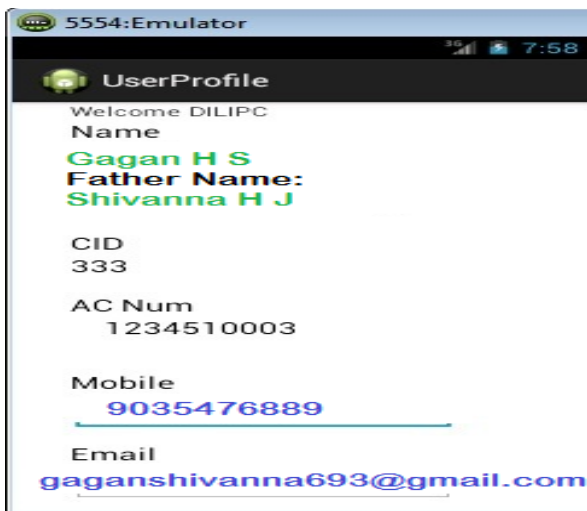 5554:Emulator
3G 7:58
UserProfile
Welcome DILIPC
Name
Gagan H S
Father Name:
Shivanna H J
CID
333
AC Num
1234510003
Mobile
9035476889
Email
gaganshivanna693@gmail.com